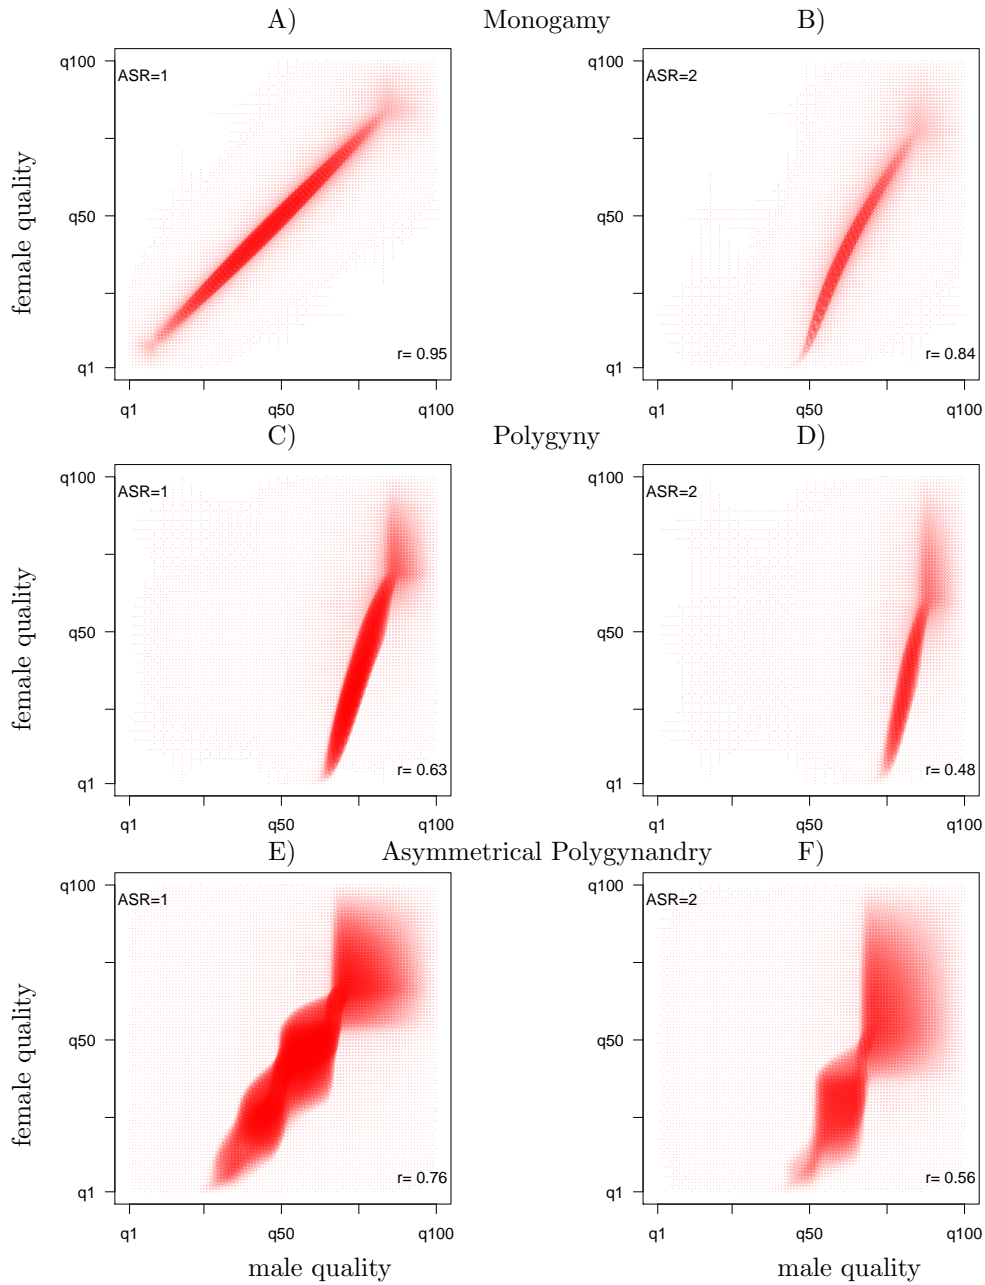 A) Monogamy B)
q100
ASR=1
q50
q1
r= 0.95
q1 q50 q100
female quality
q100
ASR=2
q50
q1
r= 0.84
q1 q50 q100
C) Polygyny D)
q100
ASR=1
q50
q1
r= 0.63
q1 q50 q100
female quality
q100
ASR=2
q50
q1
r= 0.48
q1 q50 q100
E) Asymmetrical Polygynandry F)
q100
ASR=1
q50
q1
r= 0.76
q1 q50 q100
female quality
male quality
q100
ASR=2
q50
q1
r= 0.56
q1 q50 q100
male quality